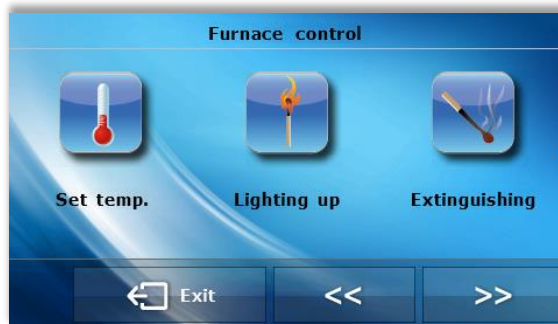 Furnace control
Set temp.
Lighting up
Extinguishing
Exit
<<
>>